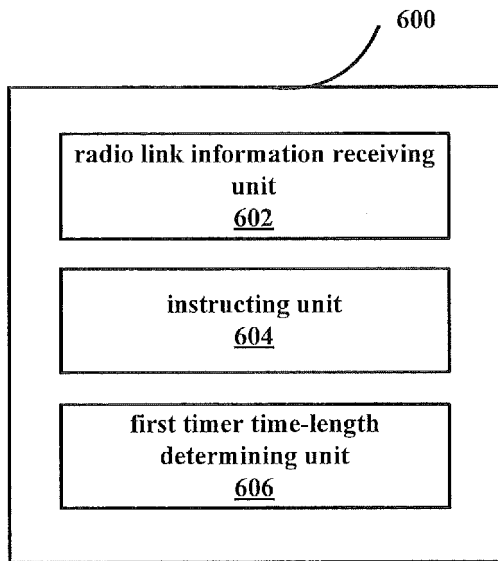 600
radio link information receiving
unit
602
instructing unit
604
first timer time-length
determining unit
606